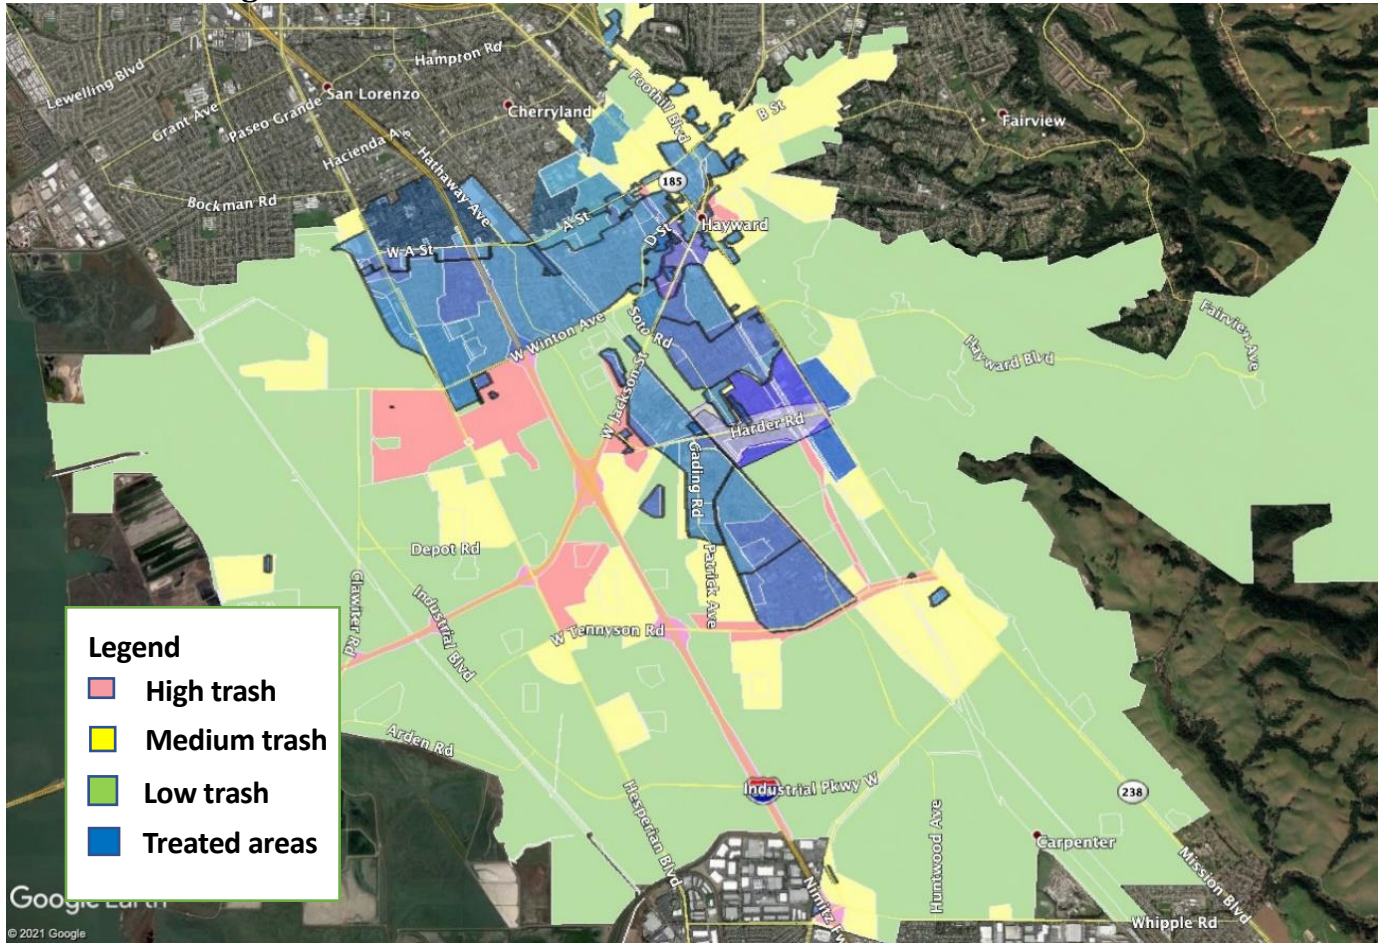 Hampton Rd
Lewelling Blvd
San Lorenzo
Grant Ave
Paseo Grande
Cherryland
Foothill Blvd
B St
Fairview
Hacienda Ave
Hathaway Ave
Bockman Rd
185
A St
W A St
D St
Hayward
W Winton Ave
Soto Rd
Fairview Ave
Hayward Blvd
W Jackson St
Harder Rd
Gading Rd
Depot Rd
Patrick Ave
Clawiter Rd
Industrial Blvd
W Tennyson Rd
Legend
High trash
Medium trash
Low trash
Treated areas
Arden Rd
Hesperian Blvd
Industrial Pkwy W
238
Huntwood Ave
Carpenter
Mission Blvd
Whipple Rd
Google Earth
© 2021 Google